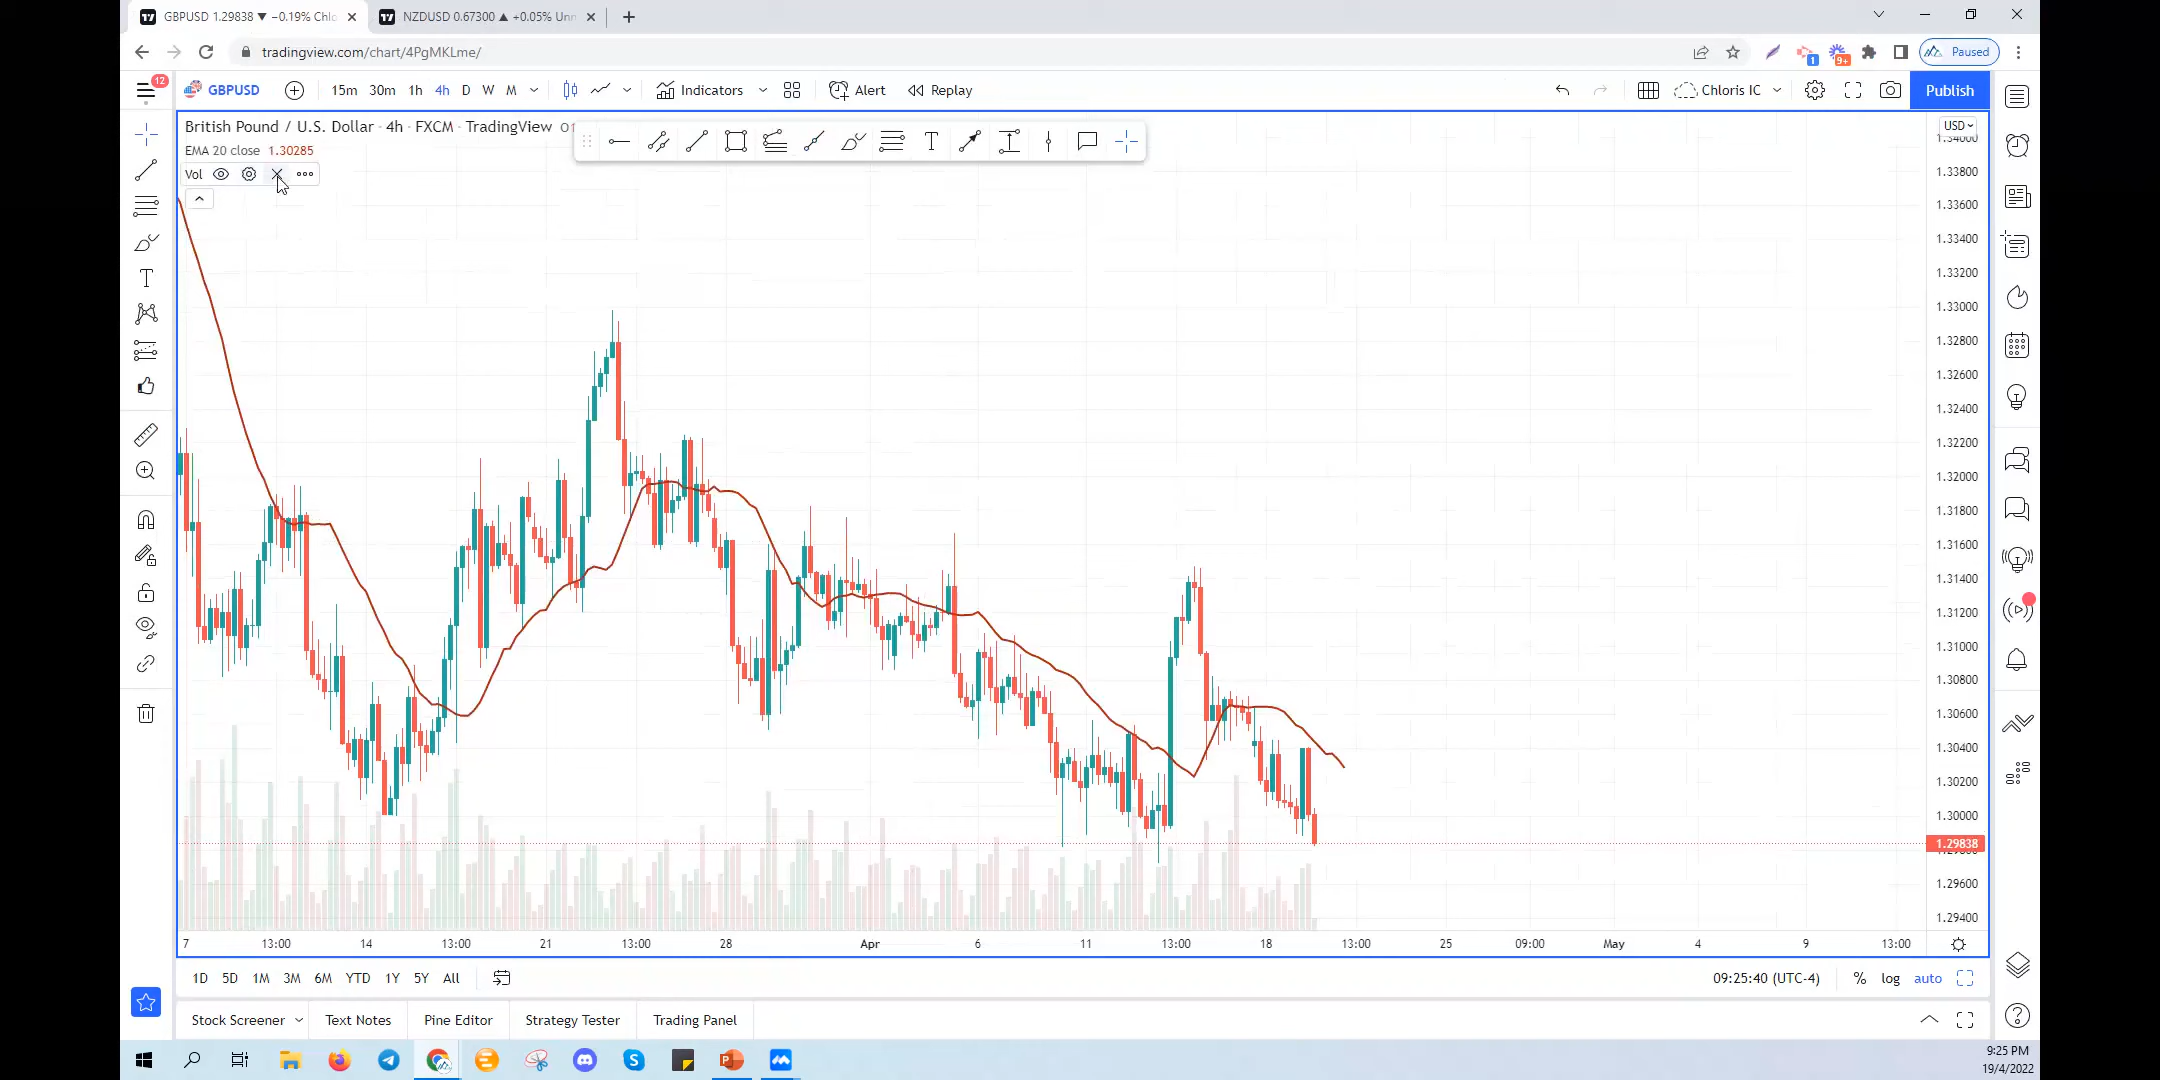 GBPUSD 1.29838 ▼ −0.19% Chlo
NZDUSD 0.67300 ▲ +0.05% Unn
tradingview.com/chart/4PgMKLme/
1
9+
Paused
12
GBPUSD
15m 30m 1h 4h D W M
Indicators
Alert
Replay
Chloris IC
Publish
British Pound / U.S. Dollar · 4h · FXCM · TradingView
EMA 20 close 1.30285
Vol
USD
1.33800
1.33600
1.33400
1.33200
1.33000
1.32800
1.32600
1.32400
1.32200
1.32000
1.31800
1.31600
1.31400
1.31200
1.31000
1.30800
1.30600
1.30400
1.30200
1.30000
1.29838
1.29600
1.29400
7 13:00 14 13:00 21 13:00 28 Apr 6 11 13:00 18 13:00 25 09:00 May 4 9 13:00
1D 5D 1M 3M 6M YTD 1Y 5Y All
09:25:40 (UTC-4) % log auto
Stock Screener Text Notes Pine Editor Strategy Tester Trading Panel
9:25 PM
19/4/2022